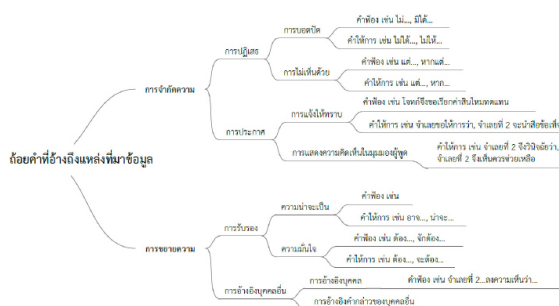 ถ้อยคำที่อ้างถึงแหล่งที่มาข้อมูล
การจำกัดความ
การปฏิเสธ
การบอกปัด
คำฟ้อง เช่น ไม่..., มิได้...
คำให้การ เช่น ไม่ได้..., ไม่ให้...
การไม่เห็นด้วย
คำฟ้อง เช่น แต่..., หากแต่...
คำให้การ เช่น แต่..., หาก...
การประกาศ
การแจ้งให้ทราบ
คำฟ้อง เช่น โจทก์จึงขอเรียกค่าสินไหมทดแทน
คำให้การ เช่น จำเลยขอให้การว่า, จำเลยที่ 2 จะนำสืบข้อเท็จ
การแสดงความคิดเห็นในมุมมองผู้พูด
คำให้การ เช่น จำเลยที่ 2 จึงวินิจฉัยว่า,
จำเลยที่ 2 จึงเห็นควรช่วยเหลือ
การขยายความ
การรับรอง
ความน่าจะเป็น
คำฟ้อง เช่น
คำให้การ เช่น อาจ..., น่าจะ...
ความมั่นใจ
คำฟ้อง เช่น ต้อง..., จักต้อง...
คำให้การ เช่น ต้อง..., จะต้อง...
การอ้างอิงบุคคลอื่น
การอ้างอิงบุคคล
คำฟ้อง เช่น จำเลยที่ 2...ลงความเห็นว่า...
การอ้างอิงคำกล่าวของบุคคลอื่น